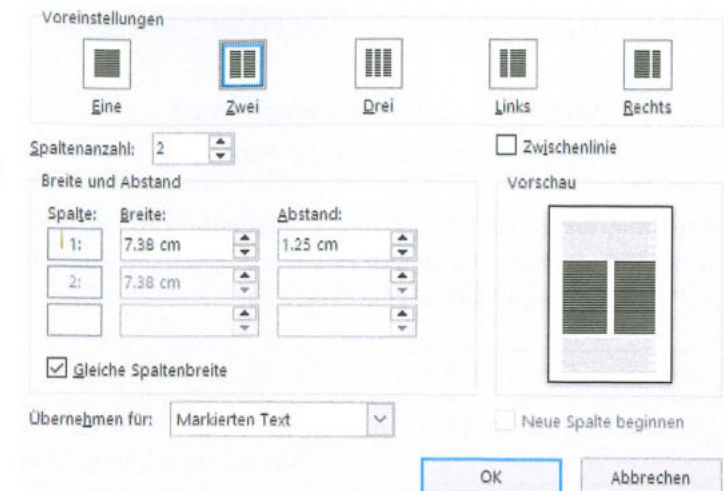 Voreinstellungen
Eine Zwei Drei Links Rechts
Spaltenanzahl: 2 Zwischenlinie
Breite und Abstand Vorschau
Spalte: Breite: Abstand:
1: 7.38 cm 1.25 cm
2: 7.38 cm
Gleiche Spaltenbreite
Übernehmen für: Markierten Text Neue Spalte beginnen
OK Abbrechen